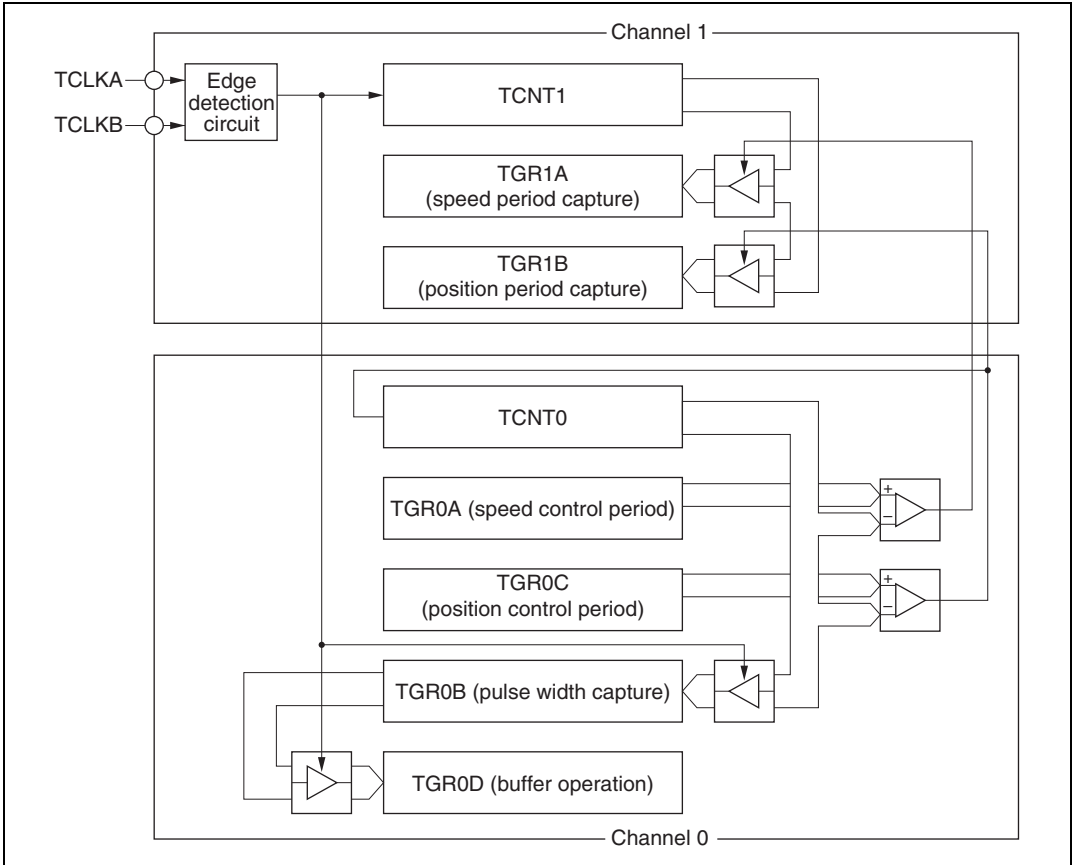 Channel 1
TCLKA
TCLKB
Edge
detection
circuit
TCNT1
TGR1A
(speed period capture)
TGR1B
(position period capture)
TCNT0
TGR0A (speed control period)
+
−
TGR0C
(position control period)
+
−
TGR0B (pulse width capture)
TGR0D (buffer operation)
Channel 0